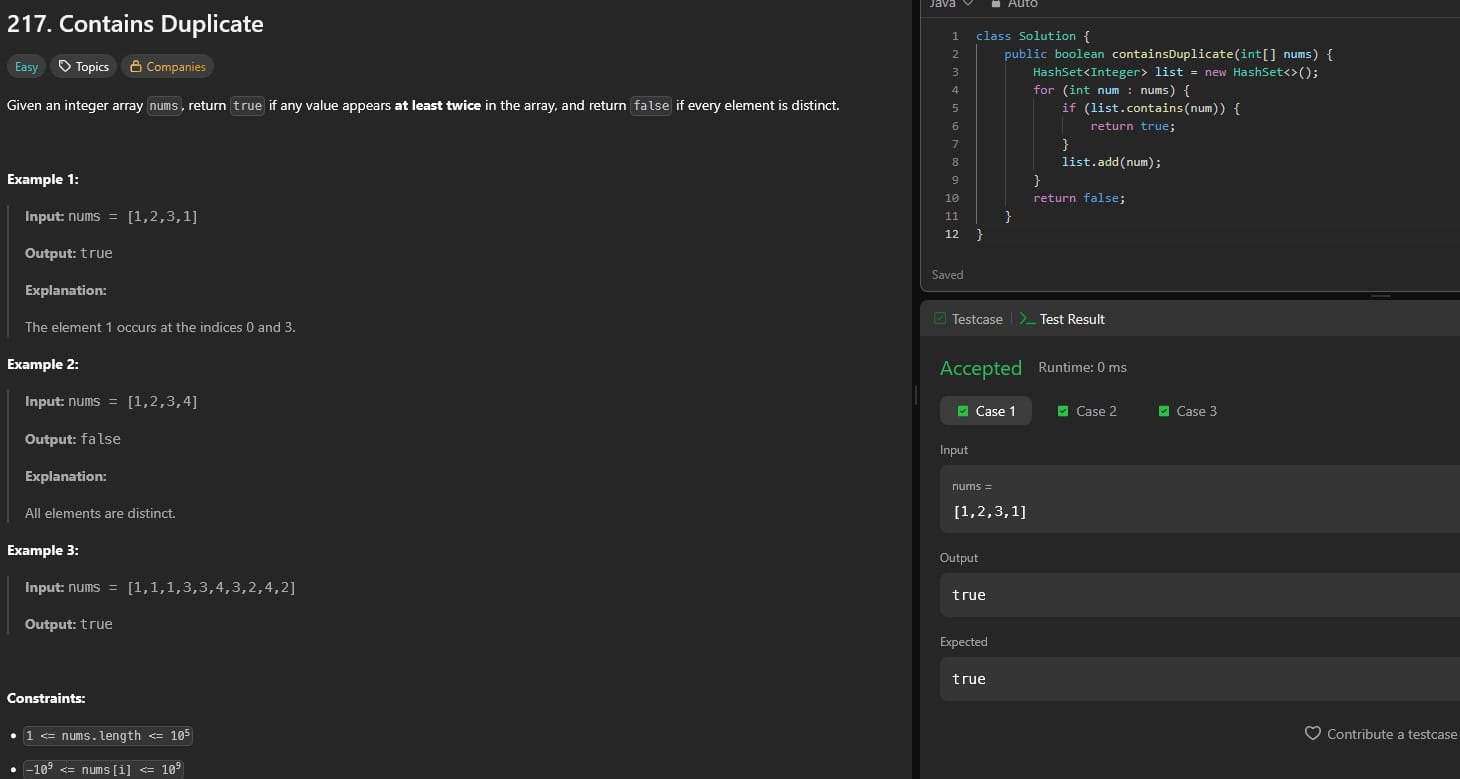 217. Contains Duplicate
Easy Topics Companies
Given an integer array nums, return true if any value appears at least twice in the array, and return false if every element is distinct.
Example 1:
Input: nums = [1,2,3,1]
Output: true
Explanation:
The element 1 occurs at the indices 0 and 3.
Example 2:
Input: nums = [1,2,3,4]
Output: false
Explanation:
All elements are distinct.
Example 3:
Input: nums = [1,1,1,3,3,4,3,2,4,2]
Output: true
Constraints:
• 1 <= nums.length <= 10⁵
• -10⁹ <= nums[i] <= 10⁹
Java Auto
1 class Solution {
2 public boolean containsDuplicate(int[] nums) {
3 HashSet<Integer> list = new HashSet<>();
4 for (int num : nums) {
5 if (list.contains(num)) {
6 return true;
7 }
8 list.add(num);
9 }
10 return false;
11 }
12 }
Saved
Testcase Test Result
Accepted Runtime: 0 ms
Case 1 Case 2 Case 3
Input
nums =
[1,2,3,1]
Output
true
Expected
true
Contribute a testcase